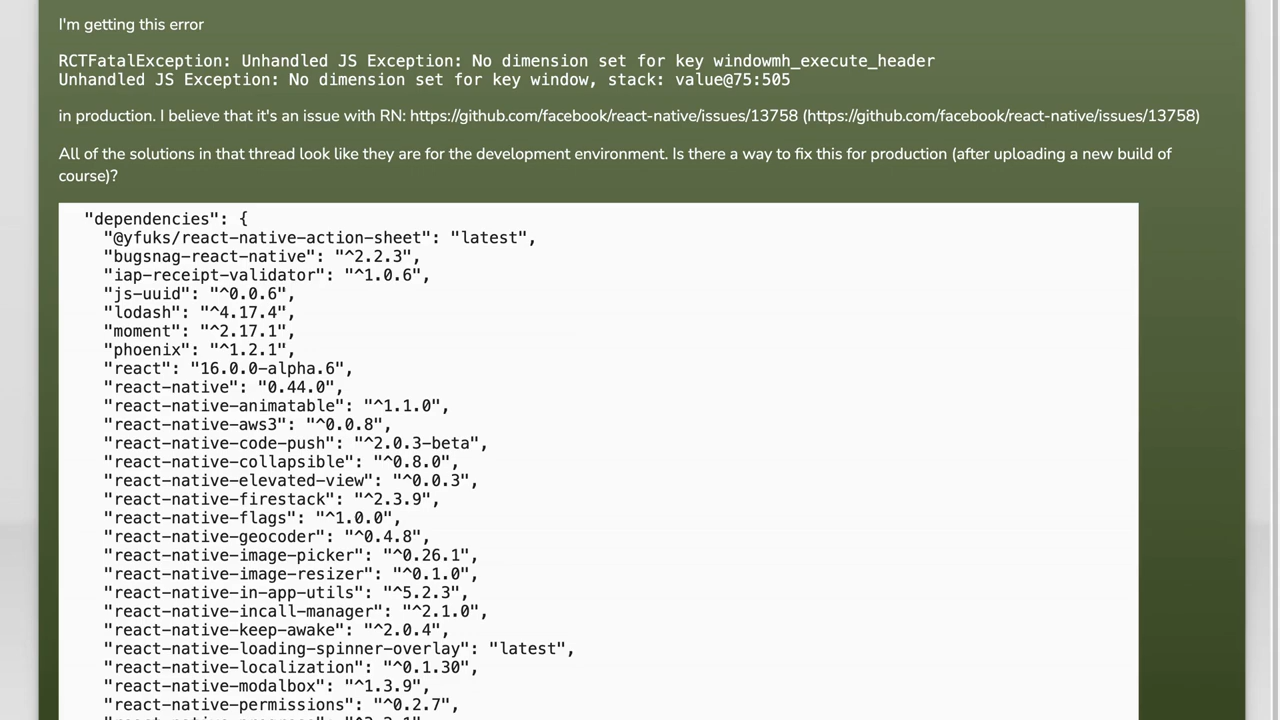 I'm getting this error
RCTFatalException: Unhandled JS Exception: No dimension set for key windowmh_execute_header
Unhandled JS Exception: No dimension set for key window, stack: value@75:505
in production. I believe that it's an issue with RN: https://github.com/facebook/react-native/issues/13758 (https://github.com/facebook/react-native/issues/13758)
All of the solutions in that thread look like they are for the development environment. Is there a way to fix this for production (after uploading a new build of
course)?
"dependencies": {
"@yfuks/react-native-action-sheet": "latest",
"bugsnag-react-native": "^2.2.3",
"iap-receipt-validator": "^1.0.6",
"js-uuid": "^0.0.6",
"lodash": "^4.17.4",
"moment": "^2.17.1",
"phoenix": "^1.2.1",
"react": "16.0.0-alpha.6",
"react-native": "0.44.0",
"react-native-animatable": "^1.1.0",
"react-native-aws3": "^0.0.8",
"react-native-code-push": "^2.0.3-beta",
"react-native-collapsible": "^0.8.0",
"react-native-elevated-view": "^0.0.3",
"react-native-firestack": "^2.3.9",
"react-native-flags": "^1.0.0",
"react-native-geocoder": "^0.4.8",
"react-native-image-picker": "^0.26.1",
"react-native-image-resizer": "^0.1.0",
"react-native-in-app-utils": "^5.2.3",
"react-native-incall-manager": "^2.1.0",
"react-native-keep-awake": "^2.0.4",
"react-native-loading-spinner-overlay": "latest",
"react-native-localization": "^0.1.30",
"react-native-modalbox": "^1.3.9",
"react-native-permissions": "^0.2.7",